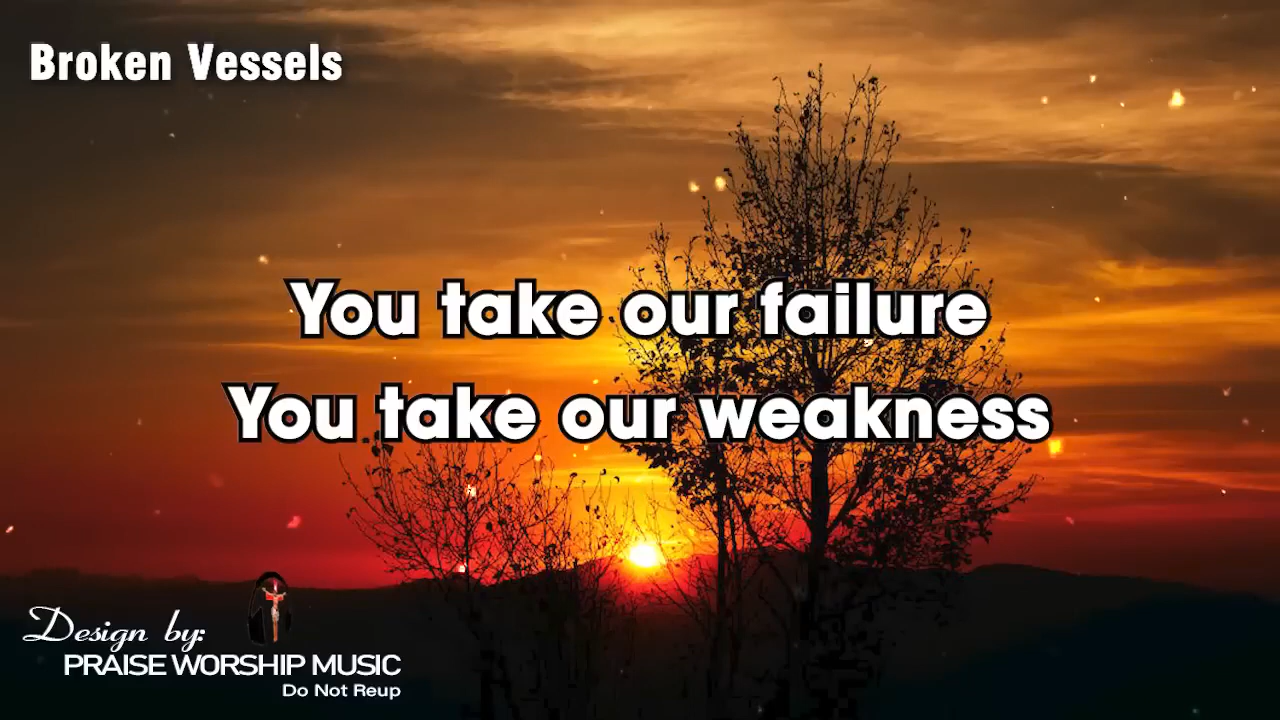 Broken Vessels
You take our failure
You take our weakness
Design by:
PRAISE WORSHIP MUSIC
Do Not Reup